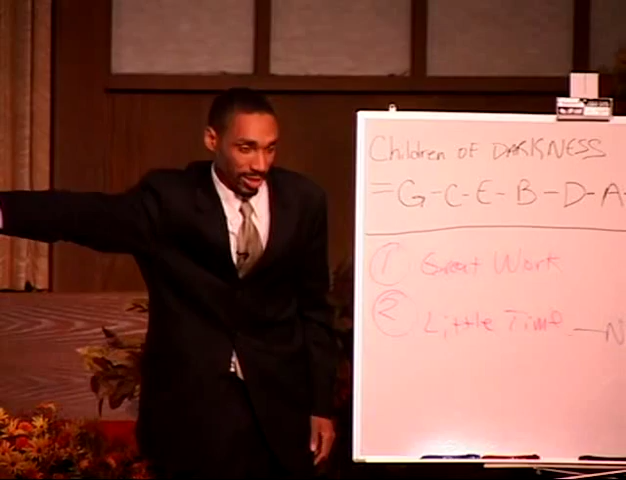 Children OF DARKNESS
=G-C-E-B-D-A-
① Great Work
② Little Time —N